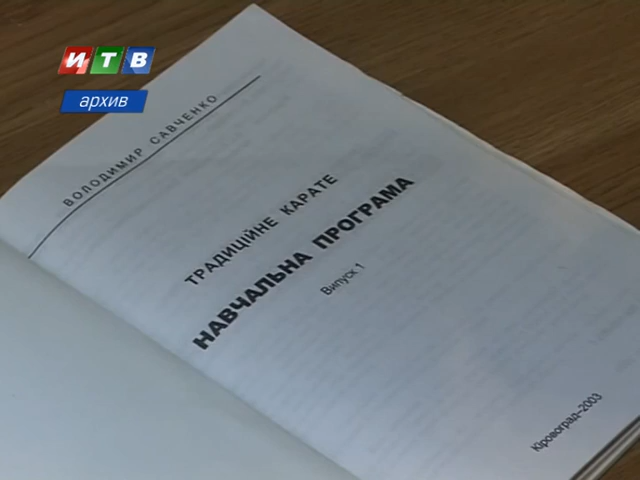 ИТВ
архив
ВОЛОДИМИР САВЧЕНКО
ТРАДИЦІЙНЕ КАРАТЕ
НАВЧАЛЬНА ПРОГРАМА
Випуск 1
Кіровоград–2003